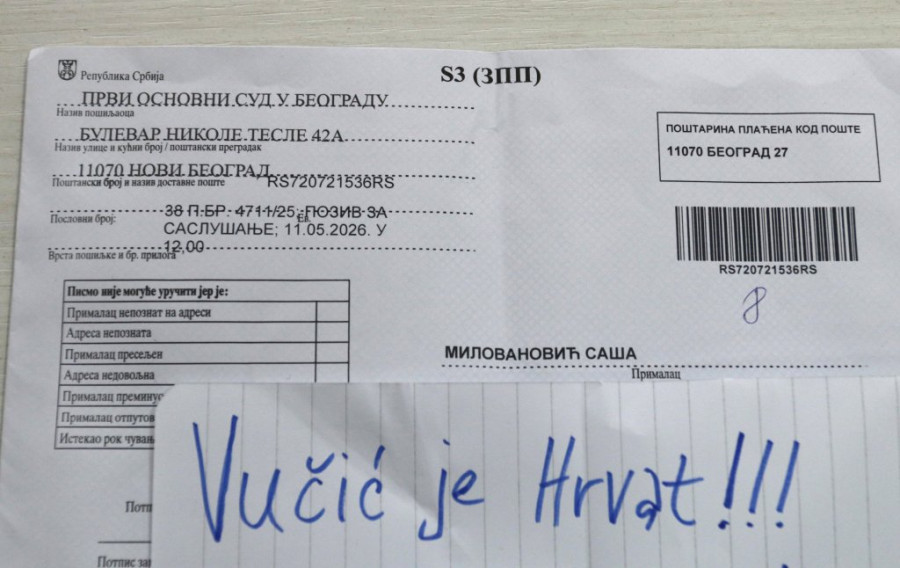 Република Србија
S3 (ЗПП)
ПРВИ ОСНОВНИ СУД У БЕОГРАДУ
Назив пошиљаоца
БУЛЕВАР НИКОЛЕ ТЕСЛЕ 42А
Назив улице и кућни број / поштански преградак
11070 НОВИ БЕОГРАД
Поштански број и назив доставне поште
RS720721536RS
ПОШТАРИНА ПЛАЋЕНА КОД ПОШТЕ
11070 БЕОГРАД 27
Пословни број:
38 П.БР. 4711/25; ПОЗИВ ЗА
САСЛУШАЊЕ; 11.05.2026. У
12,00
Врста пошиљке и бр. прилога
RS720721536RS
8
Писмо није могуће уручити јер је:
Прималац непознат на адреси
Адреса непозната
Прималац пресељен
Адреса недовољна
Прималац
Прималац
Истекао рок
МИЛОВАНОВИЋ САША
Прималац
Vučić je Hrvat!!!